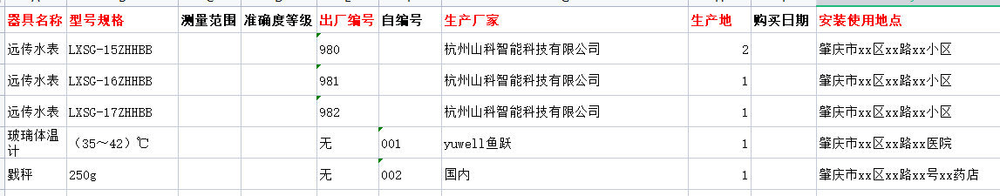 器具名称 型号规格 测量范围 准确度等级 出厂编号 自编号 生产厂家 生产地 购买日期 安装使用地点
远传水表 LXSG-15ZHHBB 980 杭州山科智能科技有限公司 2 肇庆市xx区xx路xx小区
远传水表 LXSG-16ZHHBB 981 杭州山科智能科技有限公司 1 肇庆市xx区xx路xx小区
远传水表 LXSG-17ZHHBB 982 杭州山科智能科技有限公司 1 肇庆市xx区xx路xx小区
玻璃体温计 （35～42）℃ 无 001 yuwell鱼跃 1 肇庆市xx区xx路xx医院
戥秤 250g 无 002 国内 1 肇庆市xx区xx路xx号xx药店